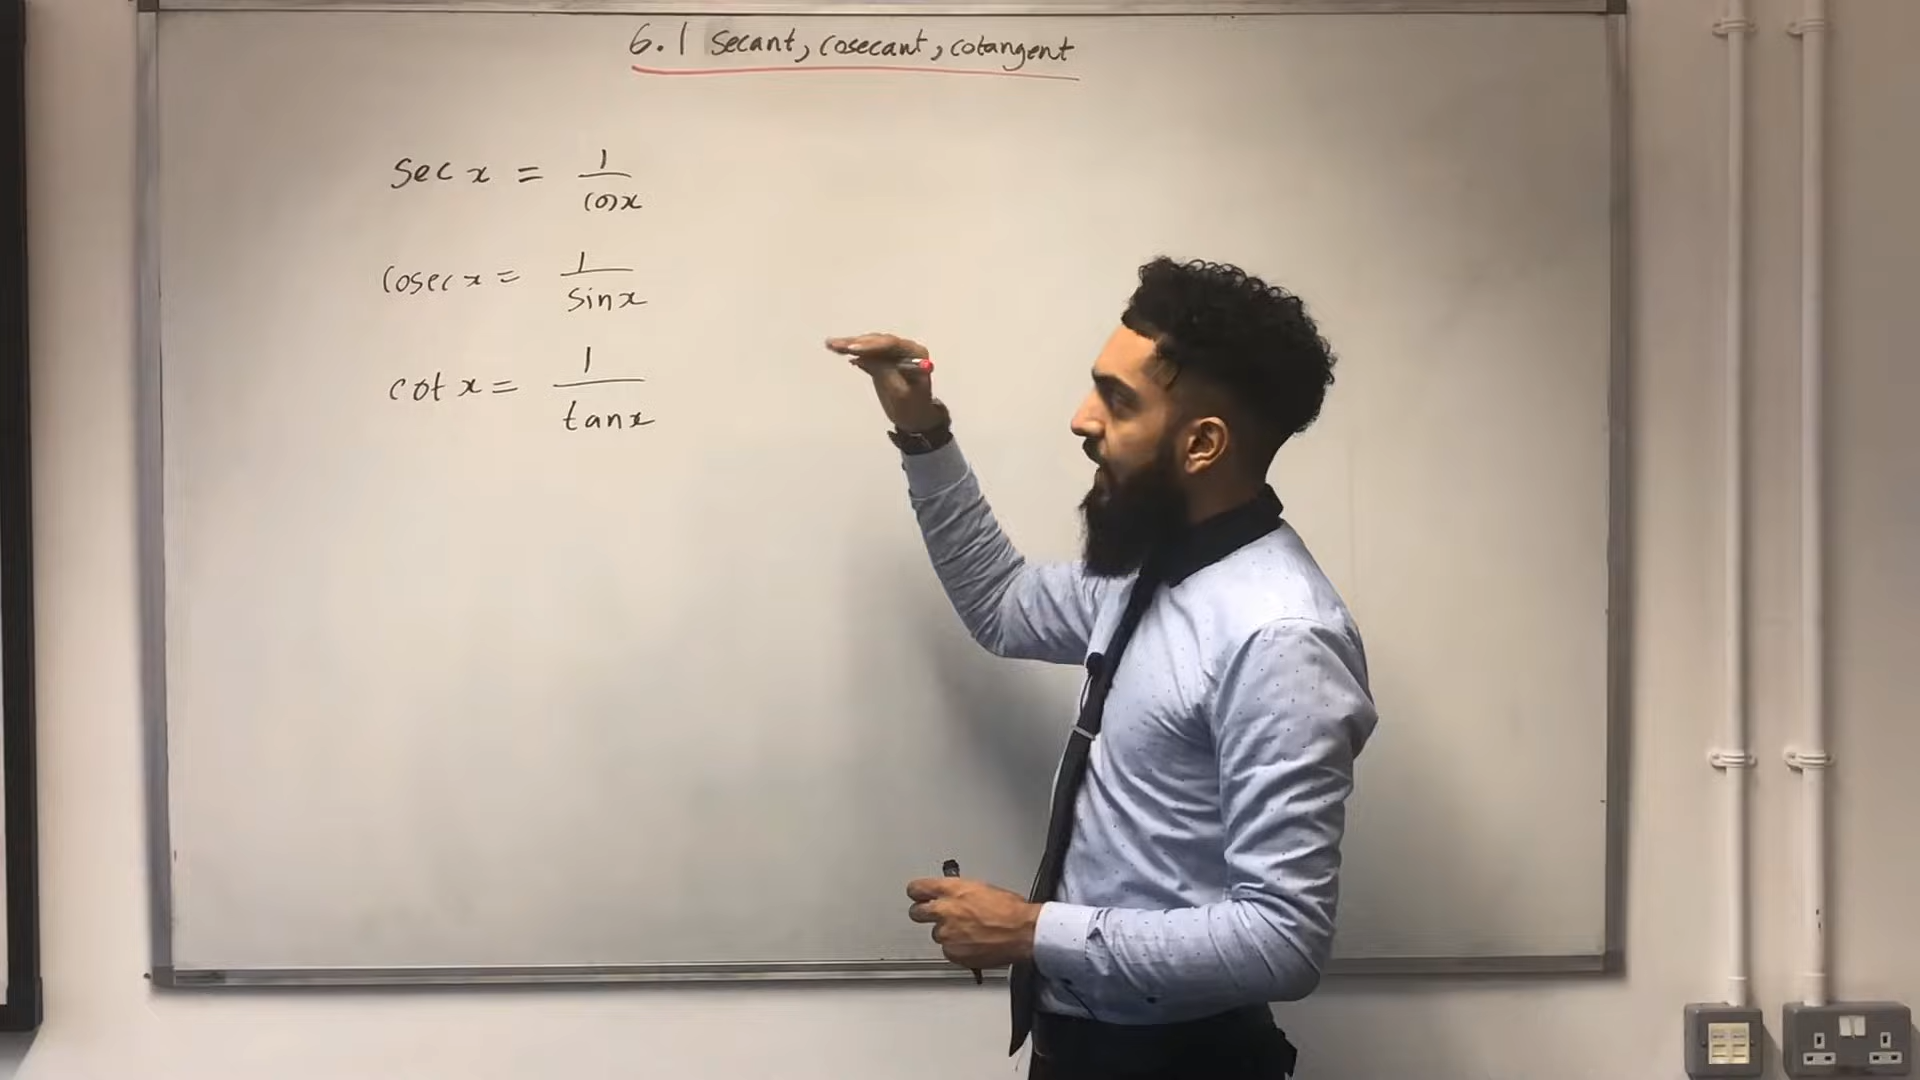 6.1 Secant, cosecant, cotangent
sec x = 1/cos x
cosec x = 1/sin x
cot x = 1/tan x